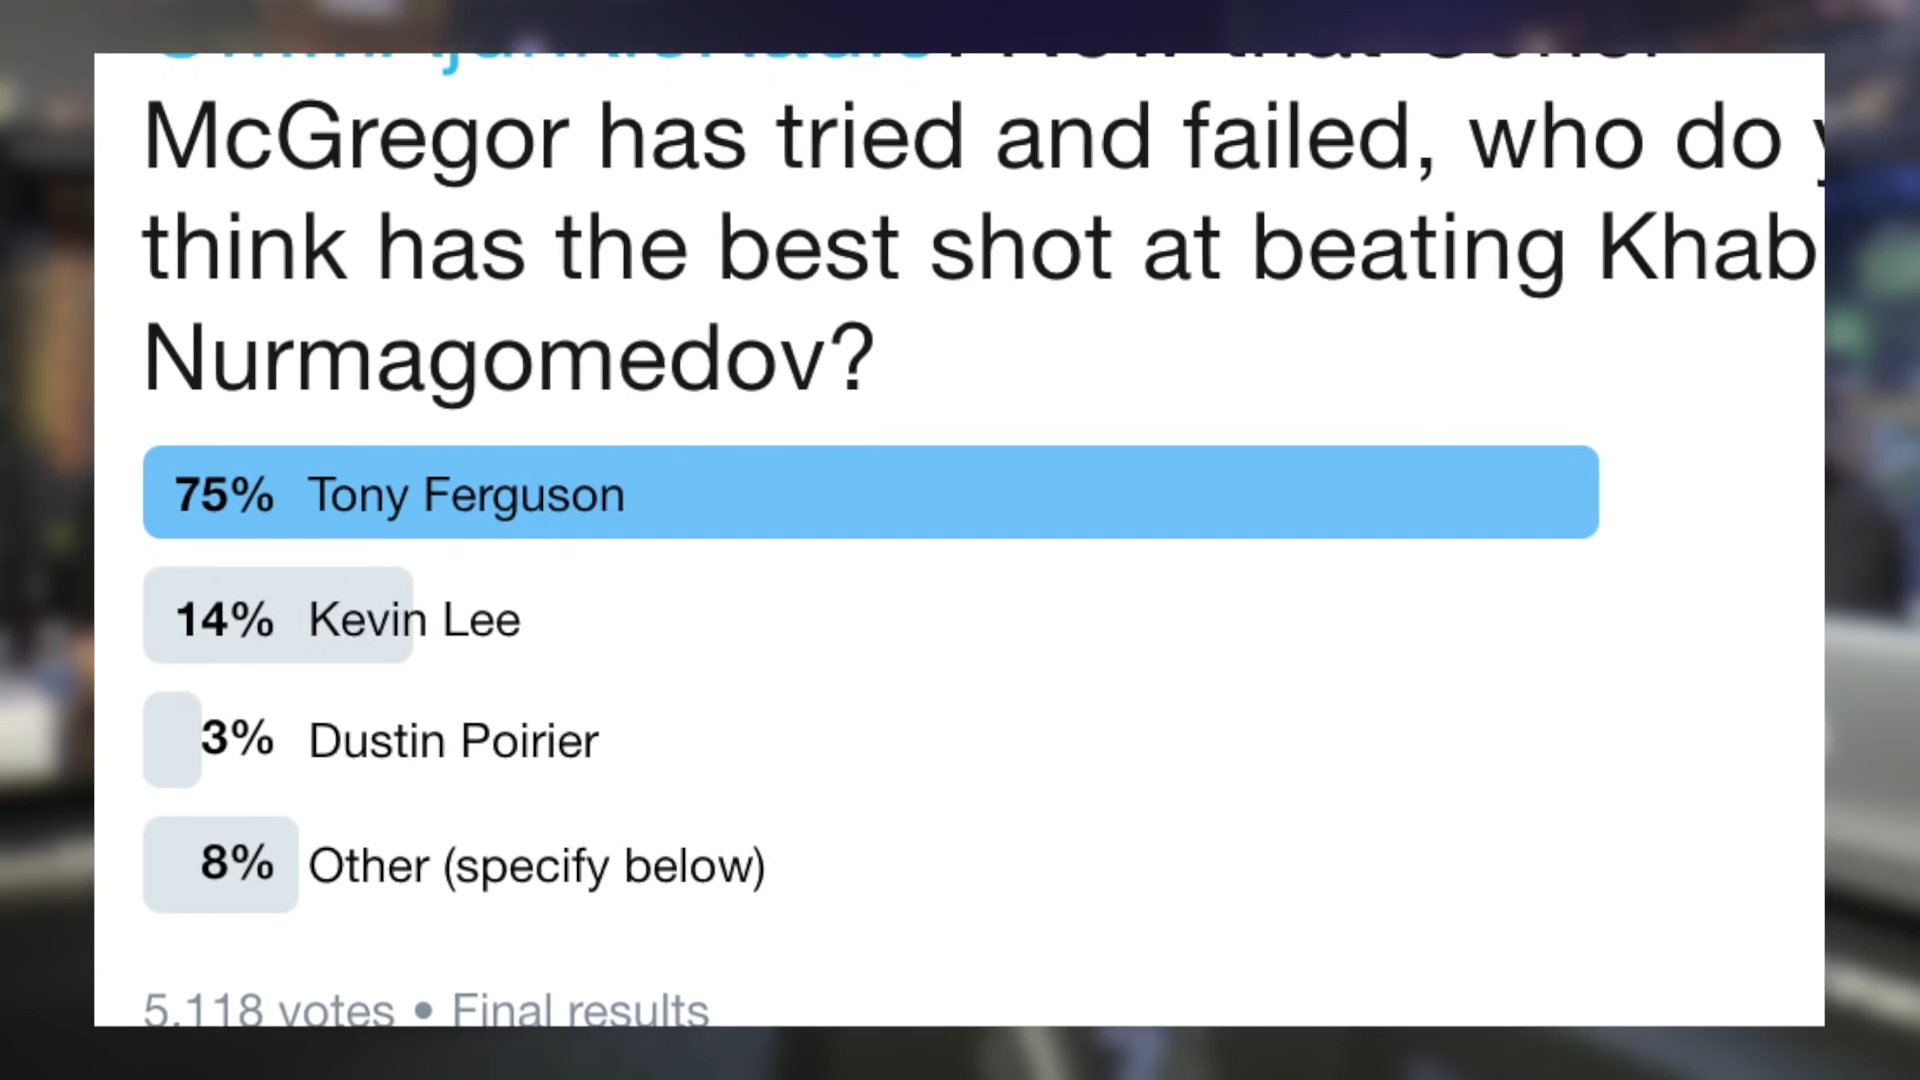 McGregor has tried and failed, who do
think has the best shot at beating Khab
Nurmagomedov?
75% Tony Ferguson
14% Kevin Lee
3% Dustin Poirier
8% Other (specify below)
5,118 votes • Final results